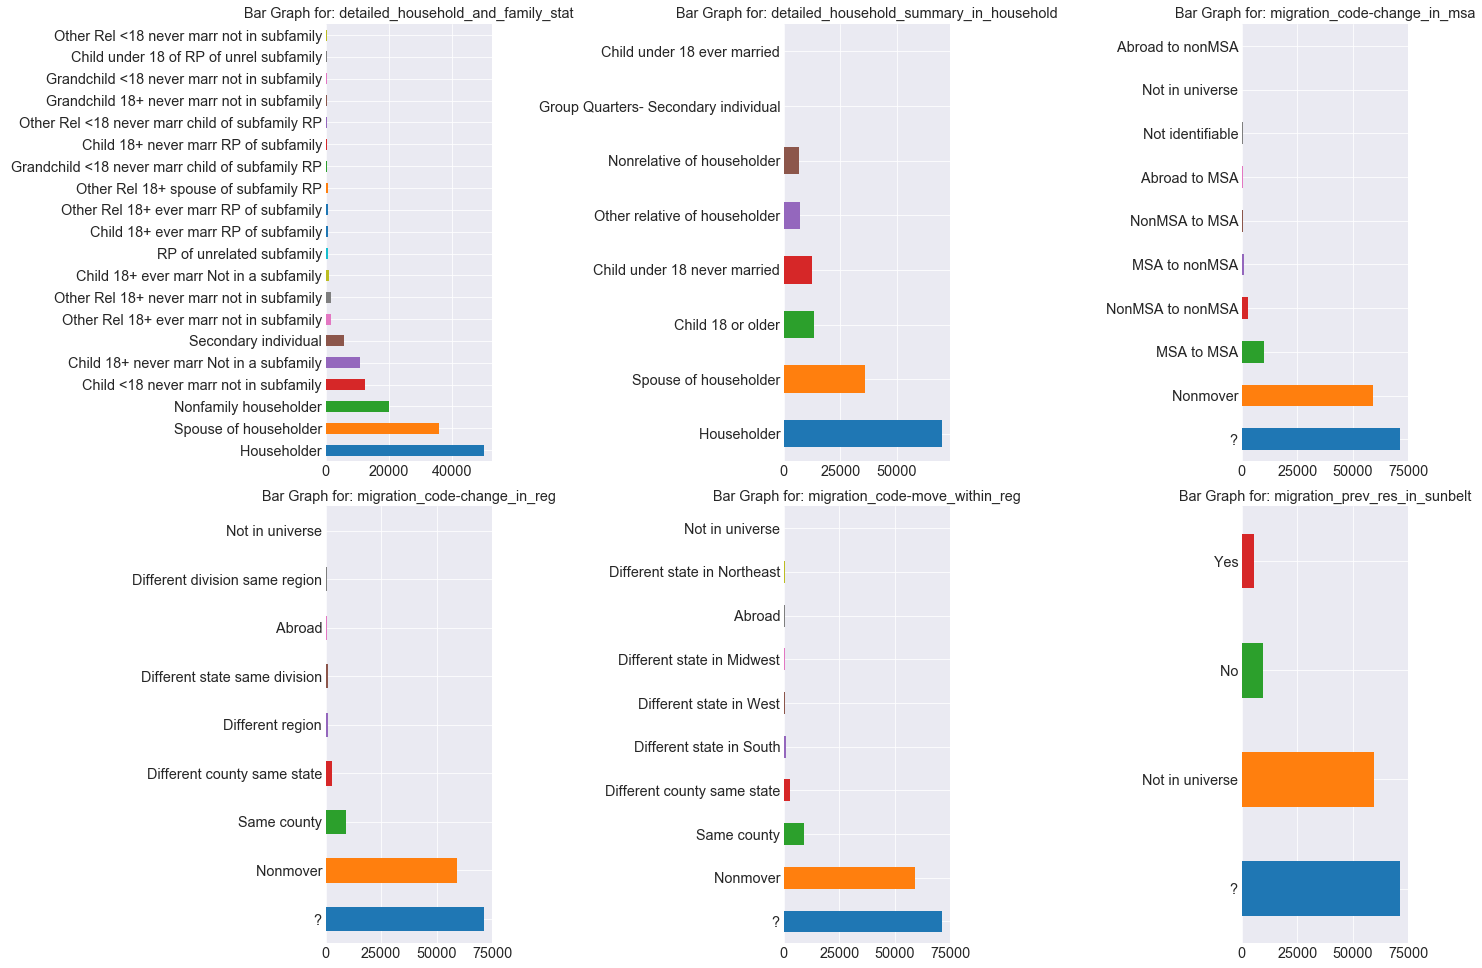 Bar Graph for: detailed_household_and_family_stat
Other Rel <18 never marr not in subfamily
Child under 18 of RP of unrel subfamily
Grandchild <18 never marr not in subfamily
Grandchild 18+ never marr not in subfamily
Other Rel <18 never marr child of subfamily RP
Child 18+ never marr RP of subfamily
Grandchild <18 never marr child of subfamily RP
Other Rel 18+ spouse of subfamily RP
Other Rel 18+ ever marr RP of subfamily
Child 18+ ever marr RP of subfamily
RP of unrelated subfamily
Child 18+ ever marr Not in a subfamily
Other Rel 18+ never marr not in subfamily
Other Rel 18+ ever marr not in subfamily
Secondary individual
Child 18+ never marr Not in a subfamily
Child <18 never marr not in subfamily
Nonfamily householder
Spouse of householder
Householder
0 20000 40000
Bar Graph for: detailed_household_summary_in_household
Child under 18 ever married
Group Quarters- Secondary individual
Nonrelative of householder
Other relative of householder
Child under 18 never married
Child 18 or older
Spouse of householder
Householder
0 25000 50000
Bar Graph for: migration_code-change_in_msa
Abroad to nonMSA
Not in universe
Not identifiable
Abroad to MSA
NonMSA to MSA
MSA to nonMSA
NonMSA to nonMSA
MSA to MSA
Nonmover
?
0 25000 50000 75000
Bar Graph for: migration_code-change_in_reg
Not in universe
Different division same region
Abroad
Different state same division
Different region
Different county same state
Same county
Nonmover
?
0 25000 50000 75000
Bar Graph for: migration_code-move_within_reg
Not in universe
Different state in Northeast
Abroad
Different state in Midwest
Different state in West
Different state in South
Different county same state
Same county
Nonmover
?
0 25000 50000 75000
Bar Graph for: migration_prev_res_in_sunbelt
Yes
No
Not in universe
?
0 25000 50000 75000